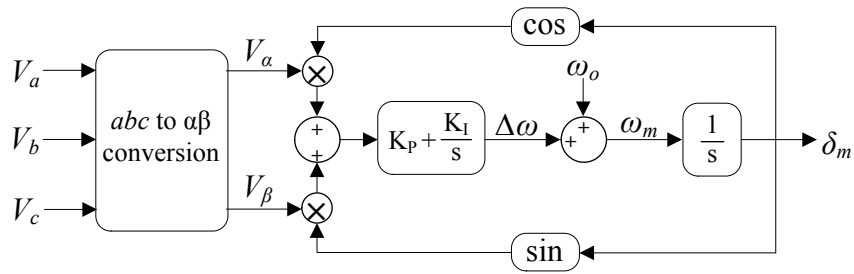 cos
V_a
V_α
×
ω_o
V_b
abc to αβ
conversion
+
+
K_P + K_I/s
Δω
+
+
ω_m
1/s
δ_m
V_c
V_β
×
sin